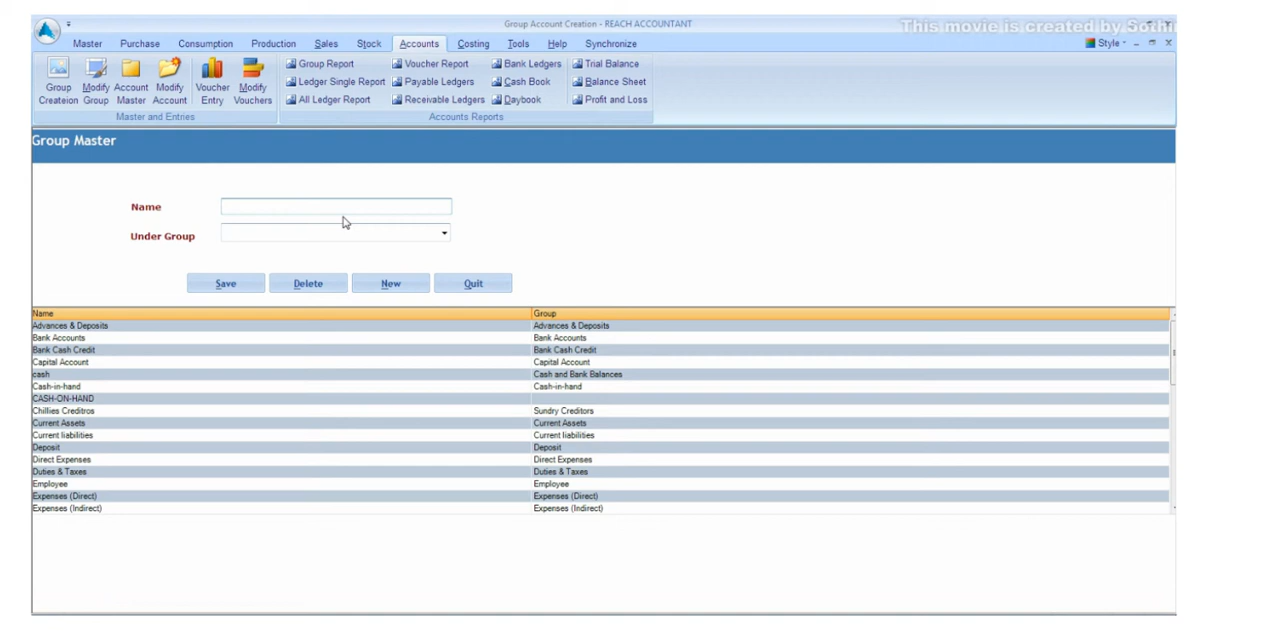 Group Account Creation - REACH ACCOUNTANT
This movie is created by
Master Purchase Consumption Production Sales Stock Accounts Costing Tools Help Synchronize Style
Group Createion
Modify Group
Account Master
Modify Account
Voucher Entry
Modify Vouchers
Master and Entries
Group Report Voucher Report Bank Ledgers Trial Balance
Ledger Single Report Payable Ledgers Cash Book Balance Sheet
All Ledger Report Receivable Ledgers Daybook Profit and Loss
Accounts Reports
Group Master
Name
Under Group
Save Delete New Quit
Name Group
Advances & Deposits Advances & Deposits
Bank Accounts Bank Accounts
Bank Cash Credit Bank Cash Credit
Capital Account Capital Account
cash Cash and Bank Balances
Cash-in-hand Cash-in-hand
CASH-ON-HAND
Chillies Creditros Sundry Creditors
Current Assets Current Assets
Current liabilities Current liabilities
Deposit Deposit
Direct Expenses Direct Expenses
Duties & Taxes Duties & Taxes
Employee Employee
Expenses (Direct) Expenses (Direct)
Expenses (Indirect) Expenses (Indirect)